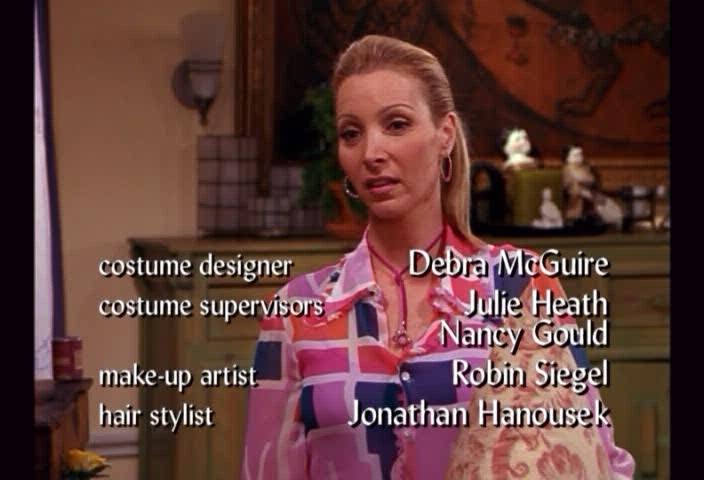 costume designer Debra McGuire
costume supervisors Julie Heath
Nancy Gould
make-up artist Robin Siegel
hair stylist Jonathan Hanousek